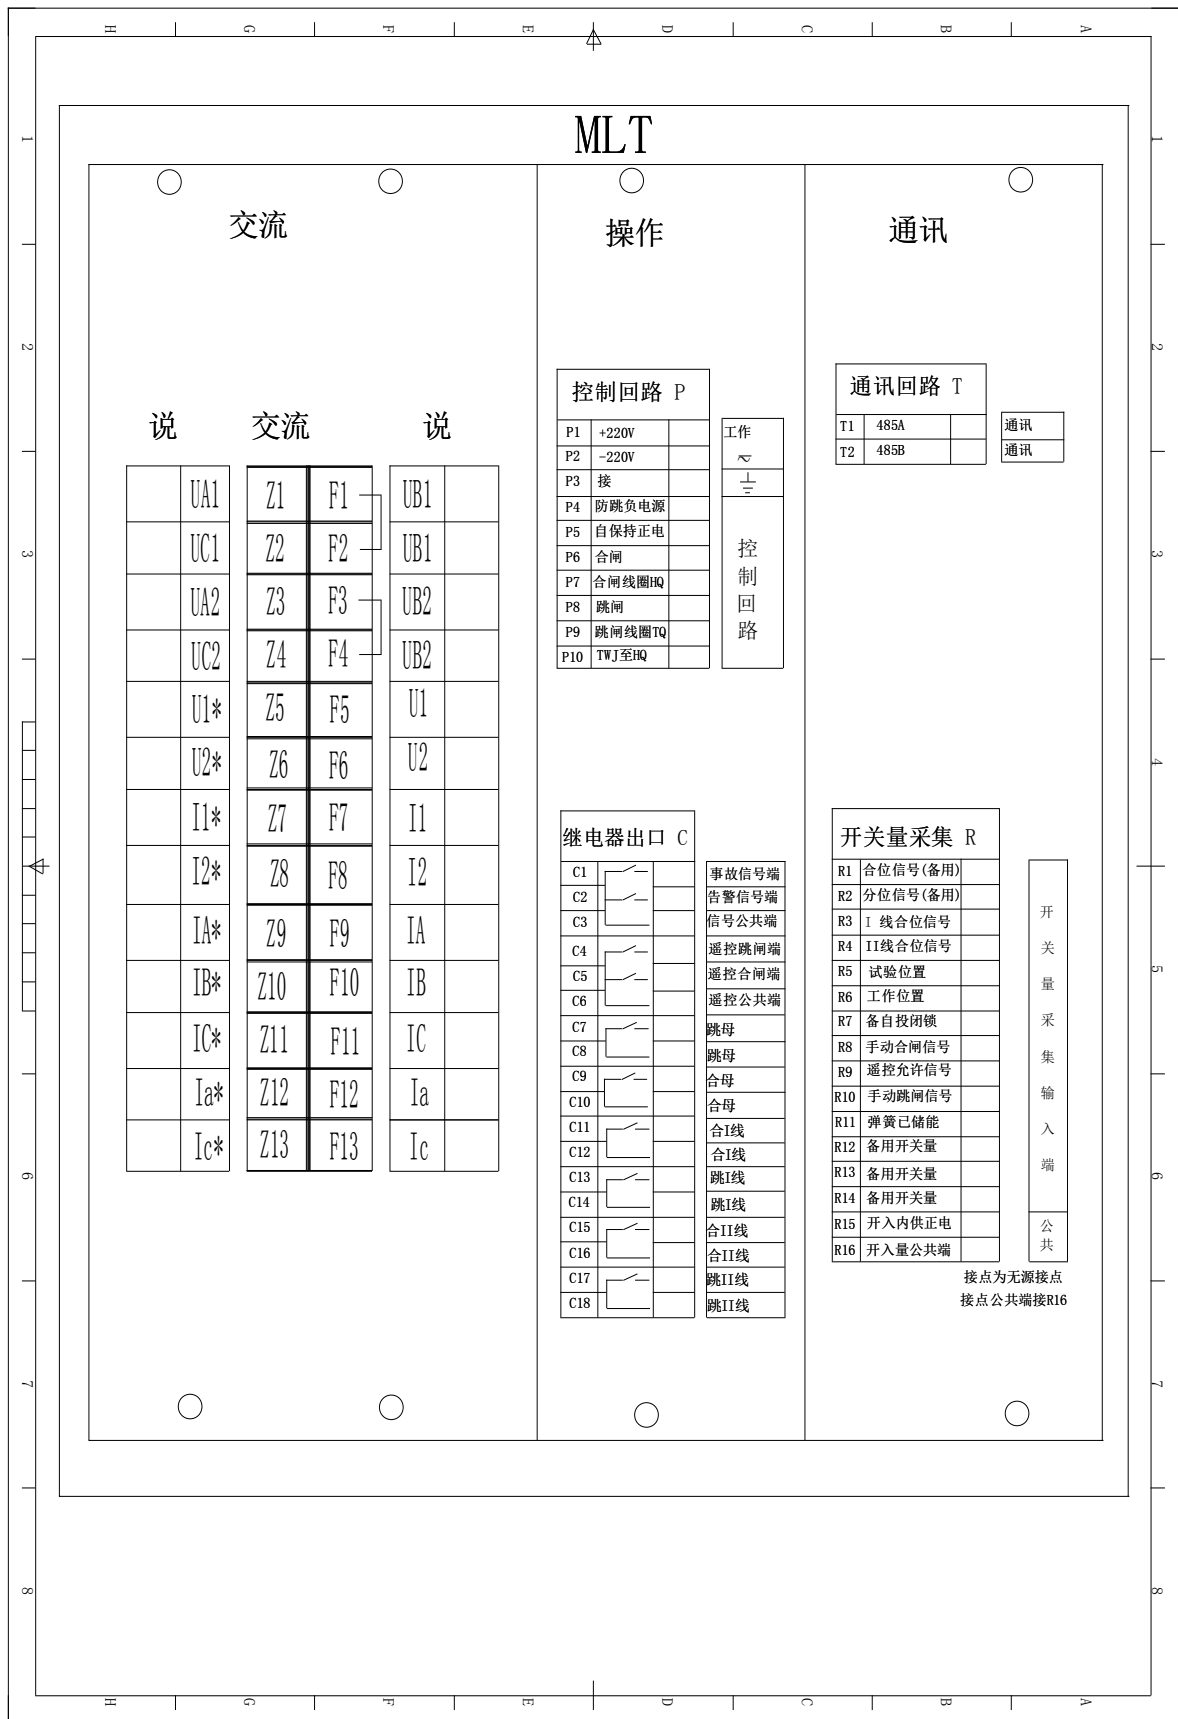 H G F E D C B A
MLT
交流 操作 通讯
说 交流 说
UA1 Z1 F1 UB1
UC1 Z2 F2 UB1
UA2 Z3 F3 UB2
UC2 Z4 F4 UB2
U1* Z5 F5 U1
U2* Z6 F6 U2
I1* Z7 F7 I1
I2* Z8 F8 I2
IA* Z9 F9 IA
IB* Z10 F10 IB
IC* Z11 F11 IC
Ia* Z12 F12 Ia
Ic* Z13 F13 Ic
控制回路 P
P1 +220V
P2 -220V
P3 接
P4 防跳负电源
P5 自保持正电
P6 合闸
P7 合闸线圈HQ
P8 跳闸
P9 跳闸线圈TQ
P10 TWJ至HQ
工作
控
制
回
路
继电器出口 C
C1 事故信号端
C2 告警信号端
C3 信号公共端
C4 遥控跳闸端
C5 遥控合闸端
C6 遥控公共端
C7 跳母
C8 跳母
C9 合母
C10 合母
C11 合I线
C12 合I线
C13 跳I线
C14 跳I线
C15 合II线
C16 合II线
C17 跳II线
C18 跳II线
通讯回路 T
T1 485A 通讯
T2 485B 通讯
开关量采集 R
R1 合位信号(备用)
R2 分位信号(备用)
R3 I 线合位信号
R4 II线合位信号
R5 试验位置
R6 工作位置
R7 备自投闭锁
R8 手动合闸信号
R9 遥控允许信号
R10 手动跳闸信号
R11 弹簧已储能
R12 备用开关量
R13 备用开关量
R14 备用开关量
R15 开入内供正电
R16 开入量公共端
开
关
量
采
集
输
入
端
公
共
接点为无源接点
接点公共端接R16
1 1
2 2
3 3
4 4
5 5
6 6
7 7
8 8
H G F E D C B A